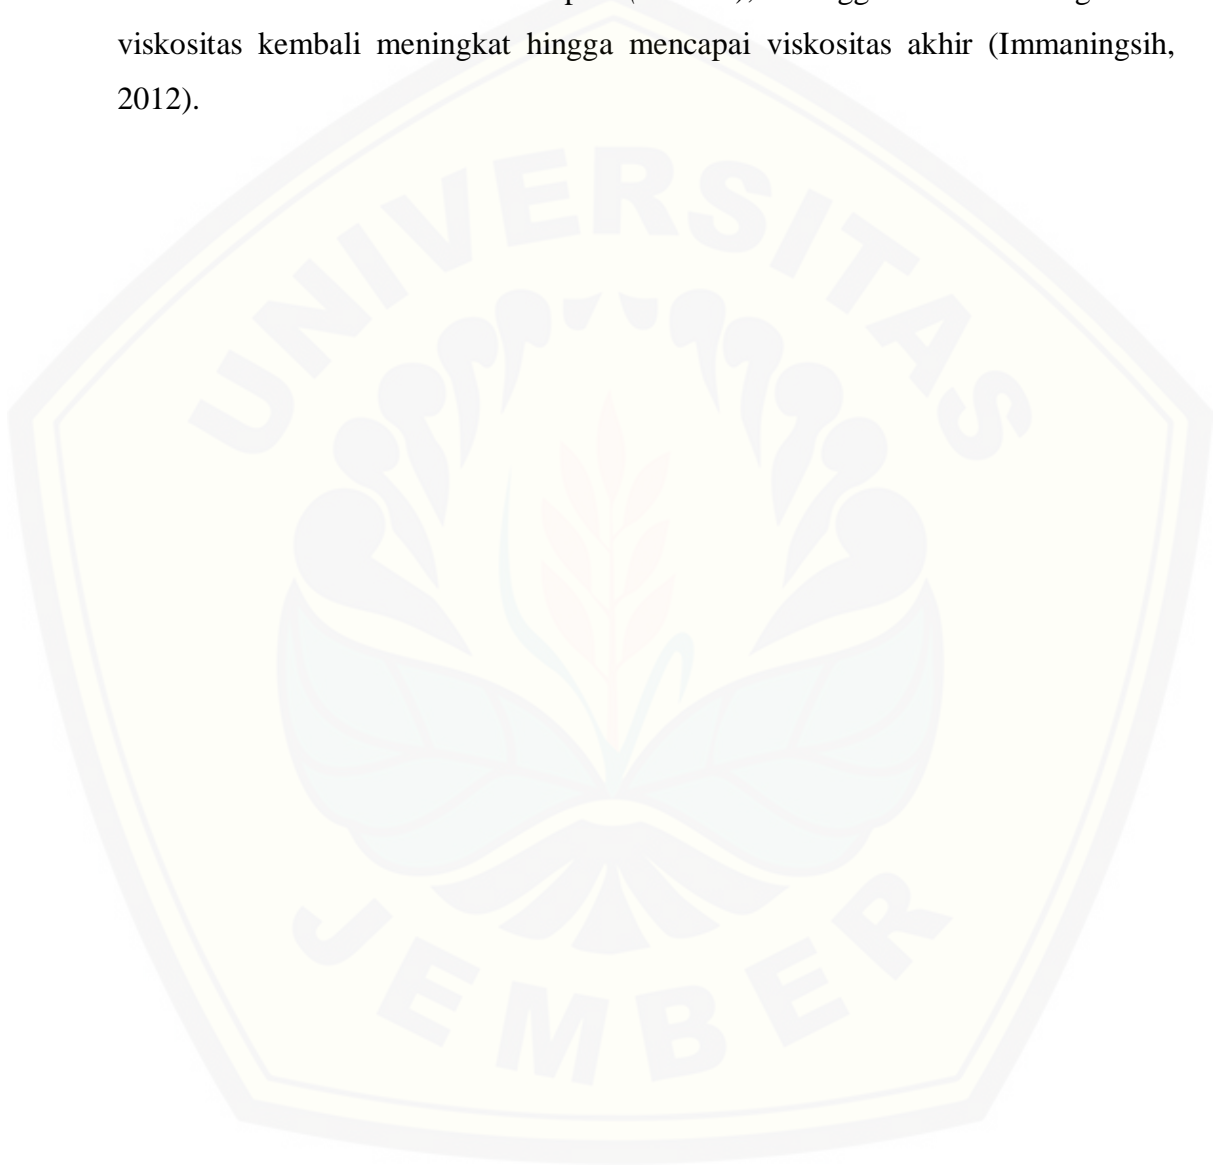 viskositas kembali meningkat hingga mencapai viskositas akhir (Immaningsih,
2012).
UNIVERSITAS
JEMBER